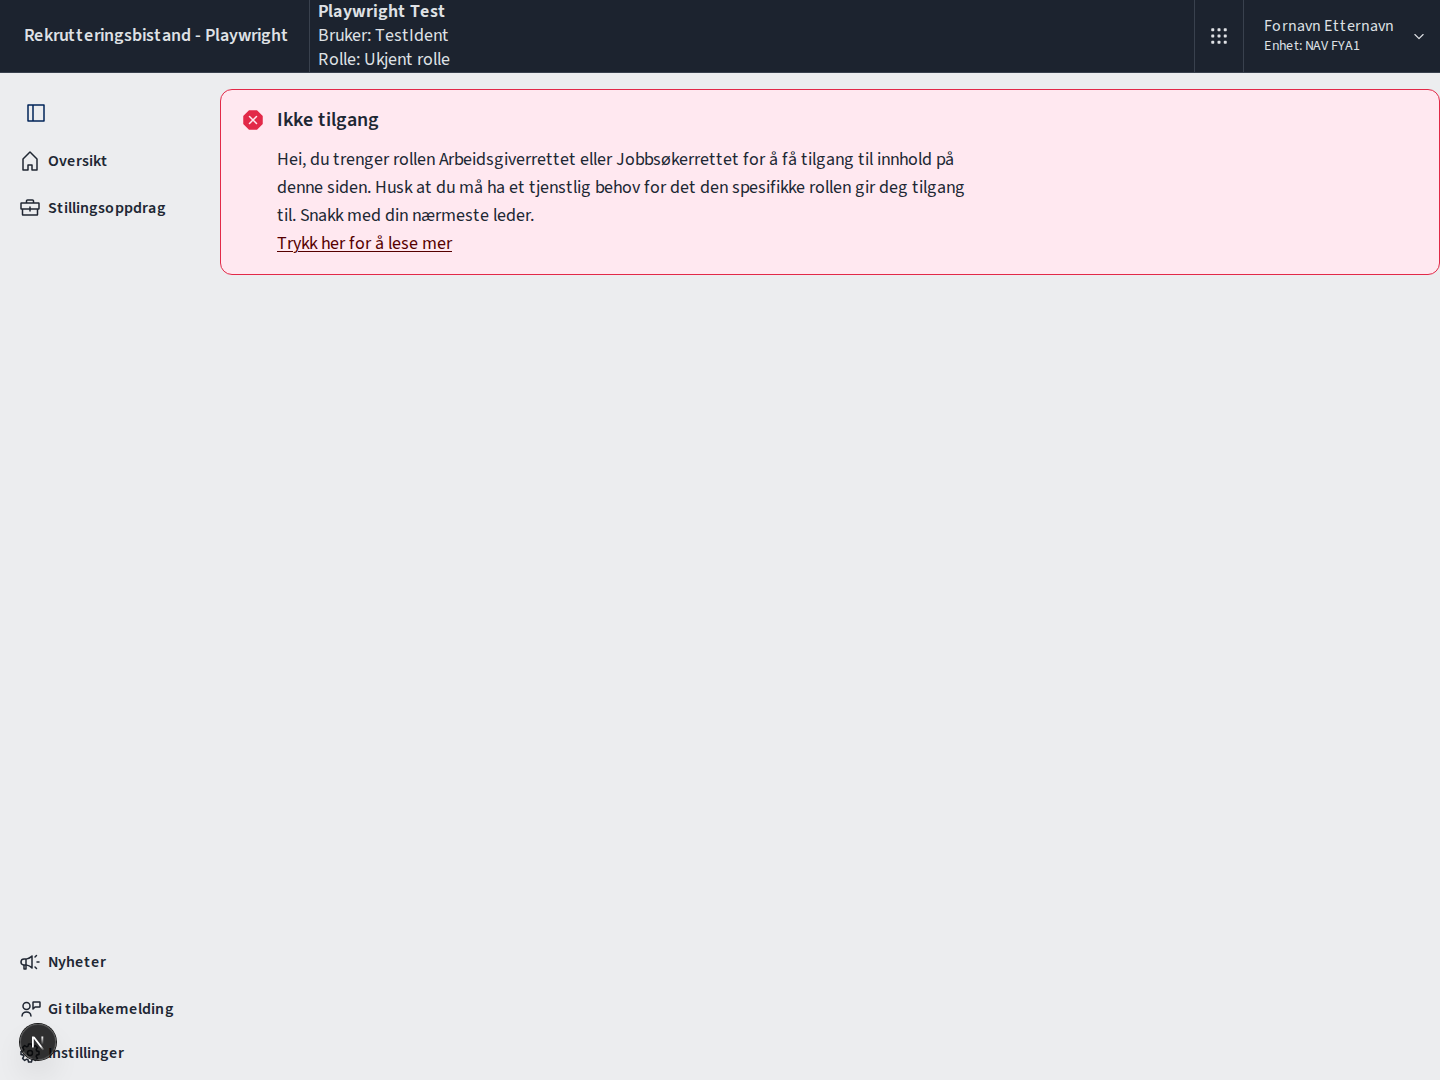 Rekrutteringsbistand - Playwright
Playwright Test
Bruker: TestIdent
Rolle: Ukjent rolle
Fornavn Etternavn
Enhet: NAV FYA1
Oversikt
Stillingsoppdrag
Ikke tilgang
Hei, du trenger rollen Arbeidsgiverrettet eller Jobbsøkerrettet for å få tilgang til innhold på
denne siden. Husk at du må ha et tjenstlig behov for det den spesifikke rollen gir deg tilgang
til. Snakk med din nærmeste leder.
Trykk her for å lese mer
Nyheter
Gi tilbakemelding
N
Instillinger